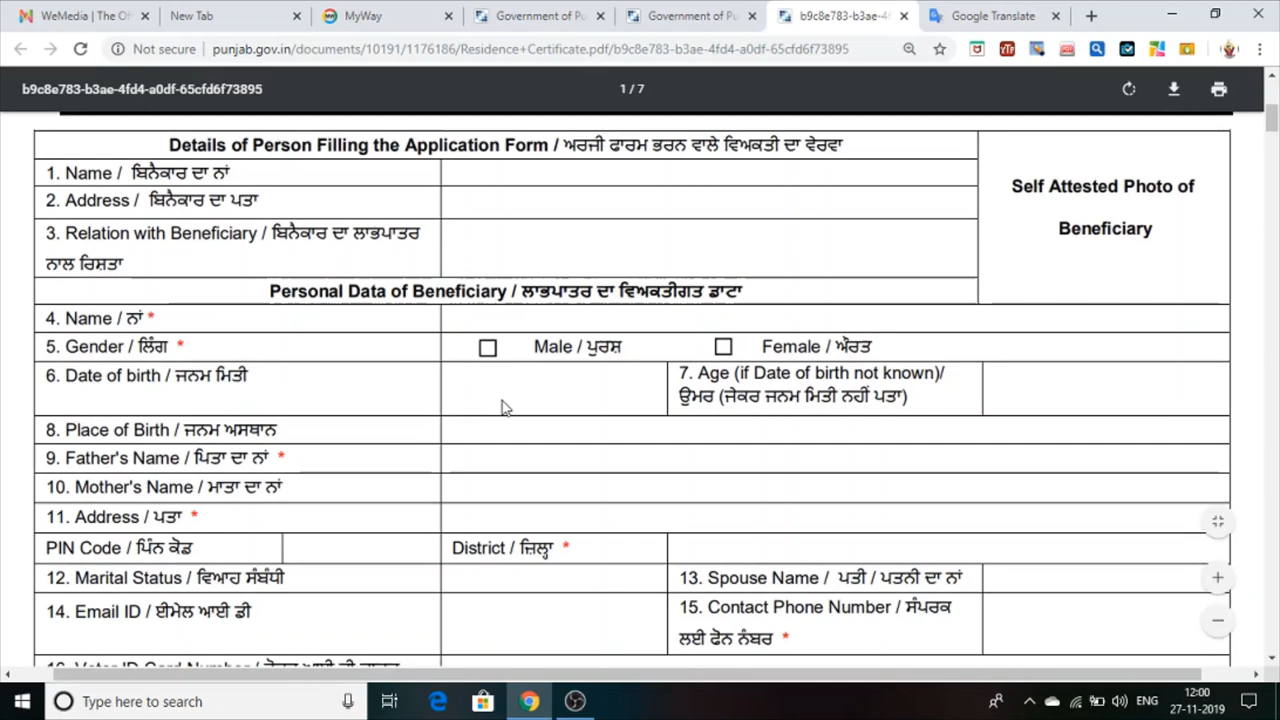 WeMedia | The Of
New Tab
MyWay
Government of Pu
Government of Pu
b9c8e783-b3ae-4f
Google Translate
Not secure
punjab.gov.in/documents/10191/1176186/Residence+Certificate.pdf/b9c8e783-b3ae-4fd4-a0df-65cfd6f73895
b9c8e783-b3ae-4fd4-a0df-65cfd6f73895
1 / 7
Details of Person Filling the Application Form / ਅਰਜੀ ਫਾਰਮ ਭਰਨ ਵਾਲੇ ਵਿਅਕਤੀ ਦਾ ਵੇਰਵਾ
1. Name / ਬਿਨੈਕਾਰ ਦਾ ਨਾਂ
Self Attested Photo of
2. Address / ਬਿਨੈਕਾਰ ਦਾ ਪਤਾ
Beneficiary
3. Relation with Beneficiary / ਬਿਨੈਕਾਰ ਦਾ ਲਾਭਪਾਤਰ
ਨਾਲ ਰਿਸ਼ਤਾ
Personal Data of Beneficiary / ਲਾਭਪਾਤਰ ਦਾ ਵਿਅਕਤੀਗਤ ਡਾਟਾ
4. Name / ਨਾਂ *
5. Gender / ਲਿੰਗ * Male / ਪੁਰਸ਼ Female / ਔਰਤ
6. Date of birth / ਜਨਮ ਮਿਤੀ
7. Age (if Date of birth not known)/
ਉਮਰ (ਜੇਕਰ ਜਨਮ ਮਿਤੀ ਨਹੀਂ ਪਤਾ)
8. Place of Birth / ਜਨਮ ਅਸਥਾਨ
9. Father's Name / ਪਿਤਾ ਦਾ ਨਾਂ *
10. Mother's Name / ਮਾਤਾ ਦਾ ਨਾਂ
11. Address / ਪਤਾ *
PIN Code / ਪਿੰਨ ਕੋਡ District / ਜ਼ਿਲ੍ਹਾ *
12. Marital Status / ਵਿਆਹ ਸੰਬੰਧੀ 13. Spouse Name / ਪਤੀ / ਪਤਨੀ ਦਾ ਨਾਂ
14. Email ID / ਈਮੇਲ ਆਈ ਡੀ
15. Contact Phone Number / ਸੰਪਰਕ
ਲਈ ਫੋਨ ਨੰਬਰ *
16. Voter ID Card Number /
Type here to search
ENG
12:00
27-11-2019